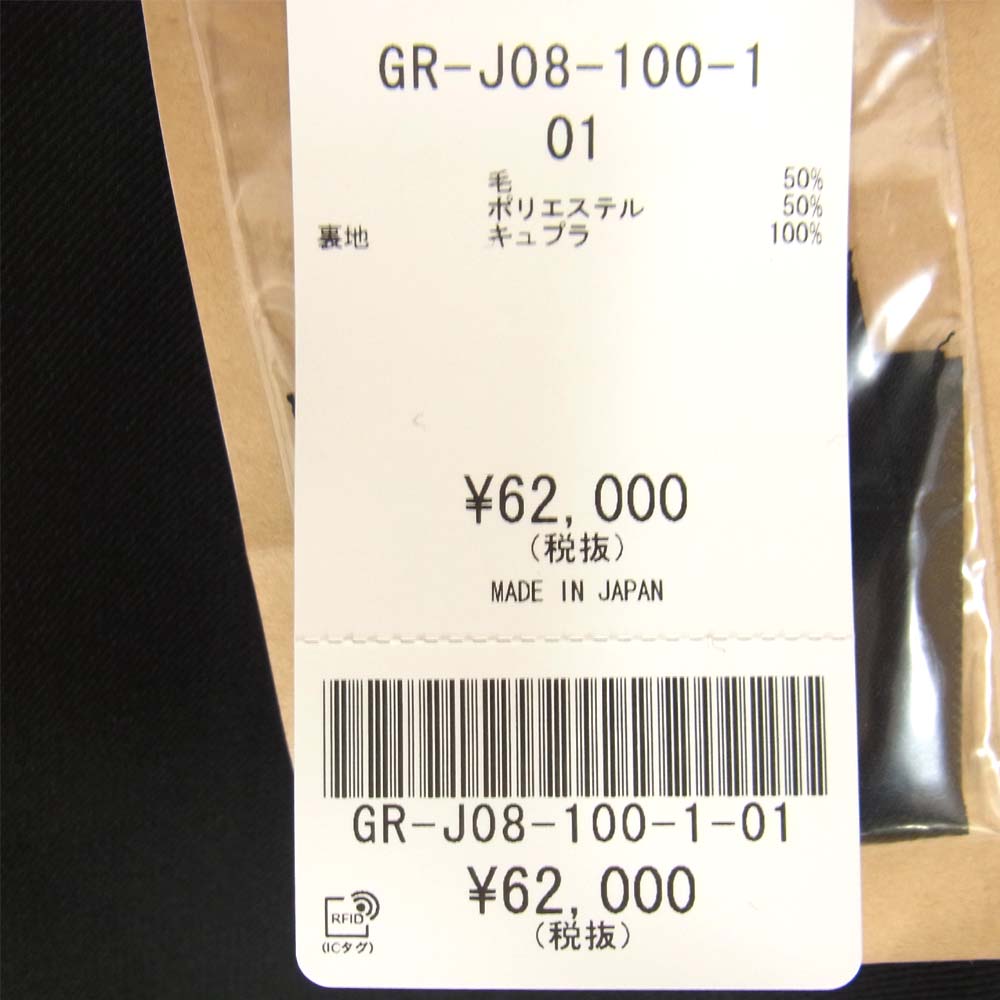 GR-J08-100-1
01
毛 50%
ポリエステル 50%
裏地 キュプラ 100%
¥62,000
(税抜)
MADE IN JAPAN
GR-J08-100-1-01
¥62,000
(税抜)
RFID
(ICタグ)